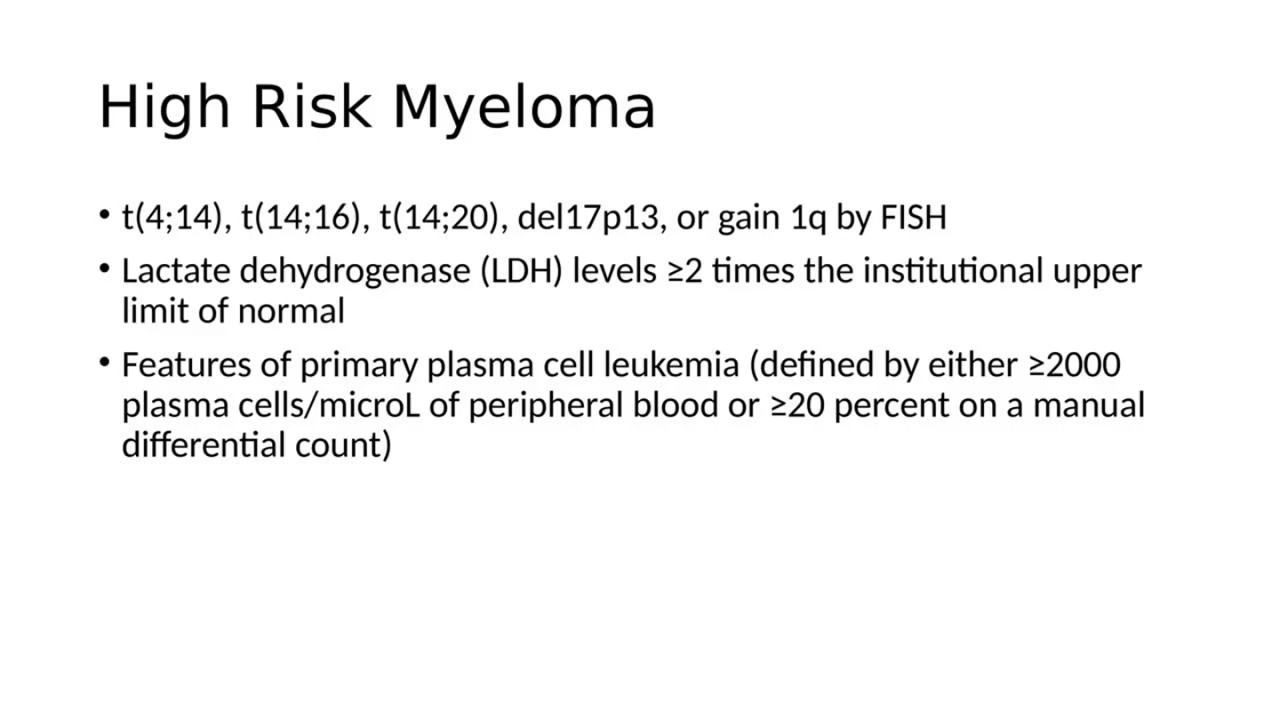 High Risk Myeloma
• t(4;14), t(14;16), t(14;20), del17p13, or gain 1q by FISH
• Lactate dehydrogenase (LDH) levels ≥2 times the institutional upper
limit of normal
• Features of primary plasma cell leukemia (defined by either ≥2000
plasma cells/microL of peripheral blood or ≥20 percent on a manual
differential count)